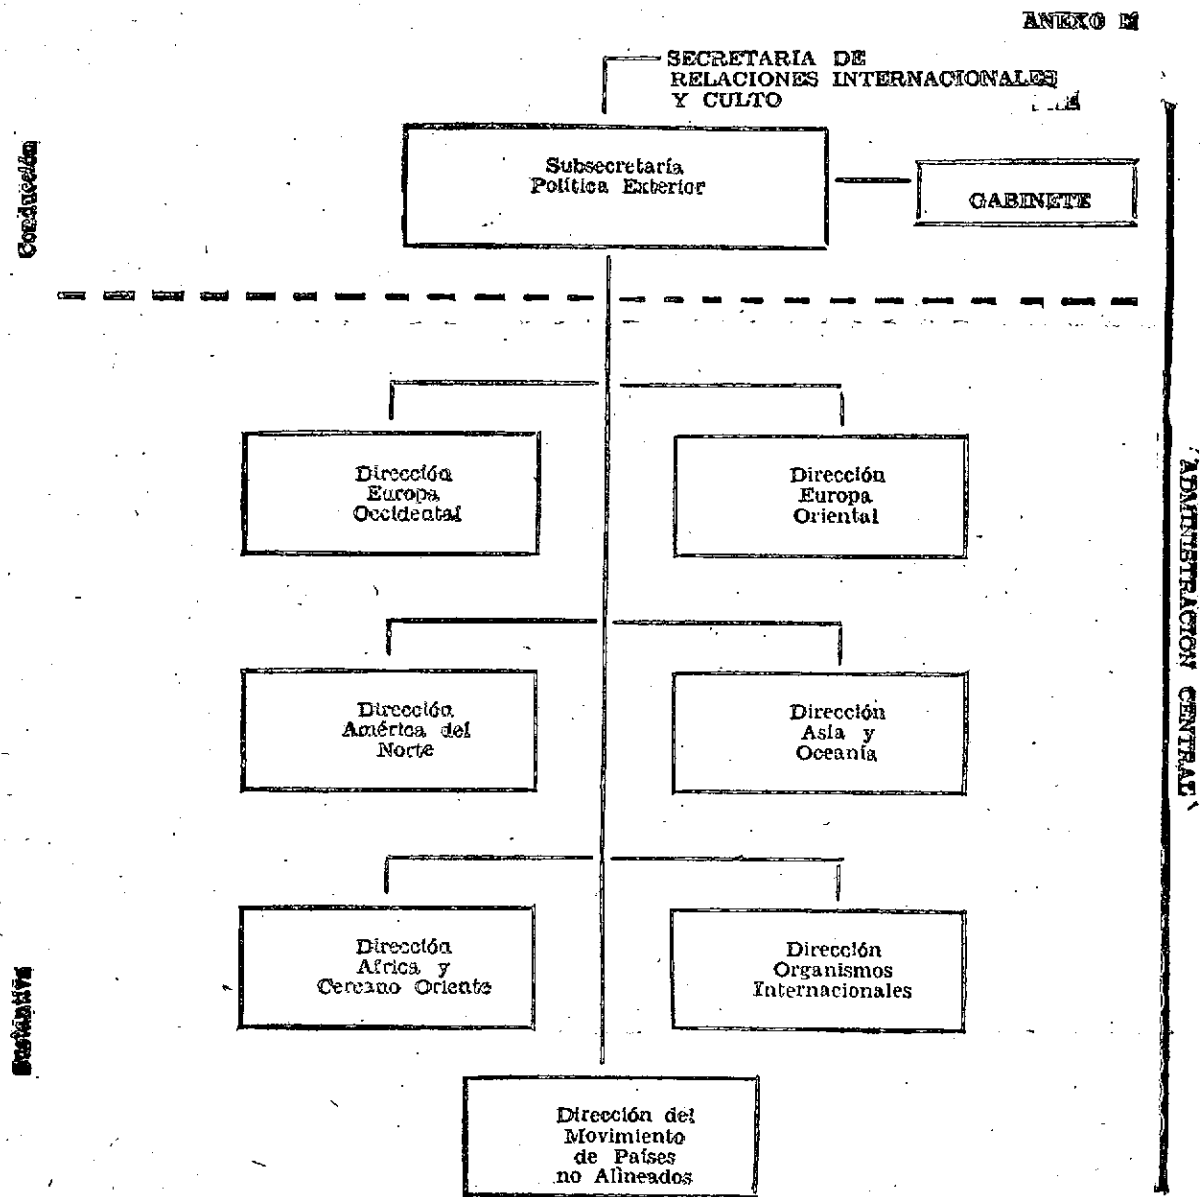 ANEXO
SECRETARIA DE
RELACIONES INTERNACIONALES
Y CULTO
Conducción
Subsecretaría
Política Exterior
GABINETE
Dirección
Europa
Occidental
Dirección
Europa
Oriental
ADMINISTRACION CENTRAL
Dirección
América del
Norte
Dirección
Asia y
Oceanía
Dirección
Africa y
Cercano Oriente
Dirección
Organismos
Internacionales
Sustantiva
Dirección del
Movimiento
de Países
no Alineados